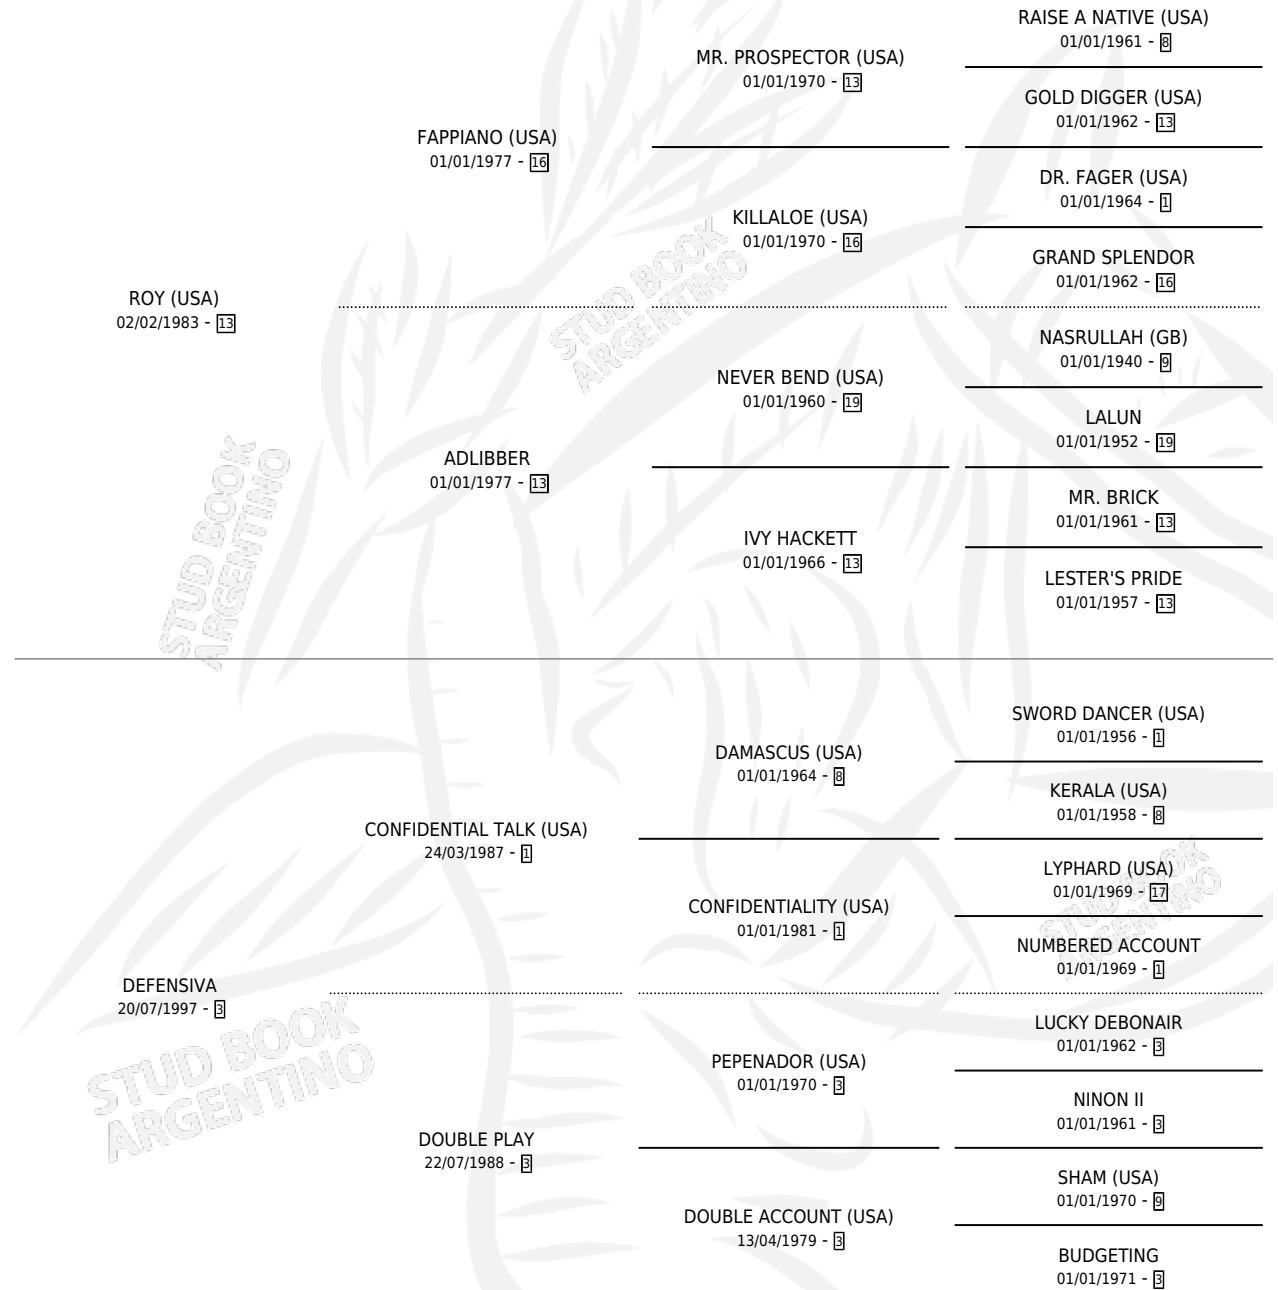 RAISE A NATIVE (USA)
01/01/1961 - 8
MR. PROSPECTOR (USA)
01/01/1970 - 13
GOLD DIGGER (USA)
01/01/1962 - 13
FAPPIANO (USA)
01/01/1977 - 16
DR. FAGER (USA)
01/01/1964 - 1
KILLALOE (USA)
01/01/1970 - 16
GRAND SPLENDOR
01/01/1962 - 16
ROY (USA)
02/02/1983 - 13
NASRULLAH (GB)
01/01/1940 - 9
NEVER BEND (USA)
01/01/1960 - 19
LALUN
01/01/1952 - 19
ADLIBBER
01/01/1977 - 13
MR. BRICK
01/01/1961 - 13
IVY HACKETT
01/01/1966 - 13
LESTER'S PRIDE
01/01/1957 - 13
SWORD DANCER (USA)
01/01/1956 - 1
DAMASCUS (USA)
01/01/1964 - 8
KERALA (USA)
01/01/1958 - 8
CONFIDENTIAL TALK (USA)
24/03/1987 - 1
LYPHARD (USA)
01/01/1969 - 17
CONFIDENTIALITY (USA)
01/01/1981 - 1
NUMBERED ACCOUNT
01/01/1969 - 1
DEFENSIVA
20/07/1997 - 3
LUCKY DEBONAIR
01/01/1962 - 3
PEPENADOR (USA)
01/01/1970 - 3
NINON II
01/01/1961 - 3
DOUBLE PLAY
22/07/1988 - 3
SHAM (USA)
01/01/1970 - 9
DOUBLE ACCOUNT (USA)
13/04/1979 - 3
BUDGETING
01/01/1971 - 3
STUD BOOK
ARGENTINO
STUD BOOK
ARGENTINO
STUD BOOK
ARGENTINO
STUD BOOK
ARGENTINO